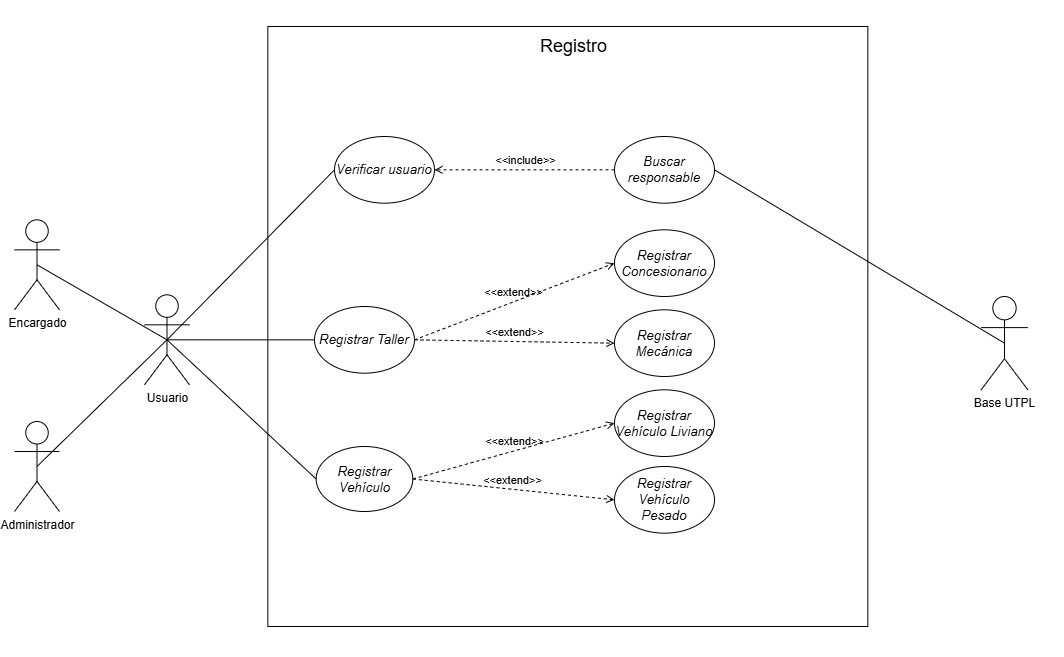 Registro
Verificar usuario
<<include>>
Buscar
responsable
Registrar
Concesionario
<<extend>>
Registrar Taller
<<extend>>
Registrar
Mecánica
Registrar
Vehículo Liviano
<<extend>>
Registrar
Vehículo
<<extend>>
Registrar
Vehículo
Pesado
Encargado
Usuario
Administrador
Base UTPL